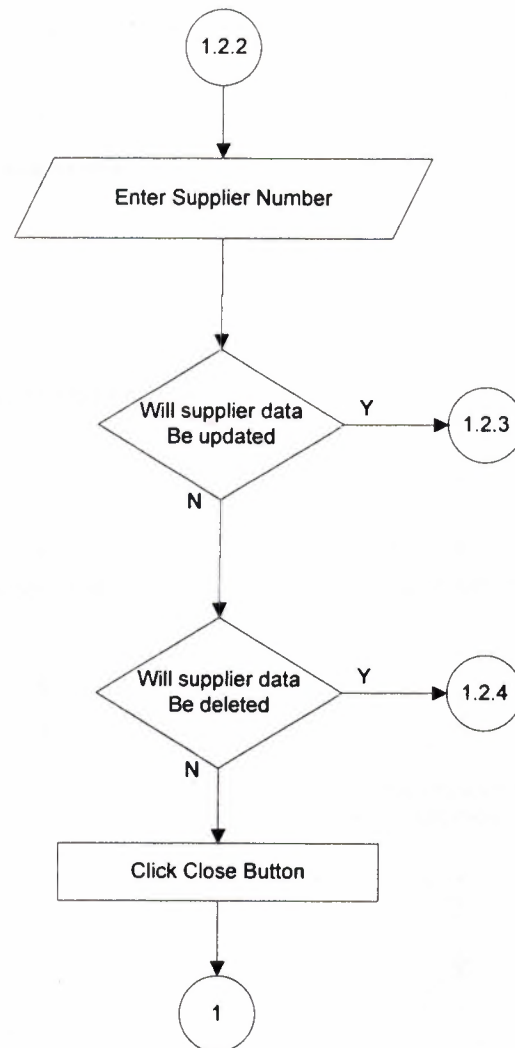 1.2.2
Enter Supplier Number
Will supplier data
Be updated
Y
1.2.3
N
Will supplier data
Be deleted
Y
1.2.4
N
Click Close Button
1